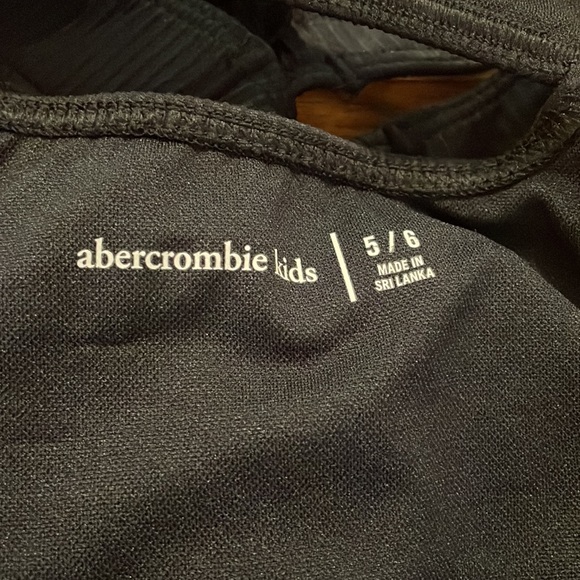 abercrombie kids
5 / 6
MADE IN
SRI LANKA